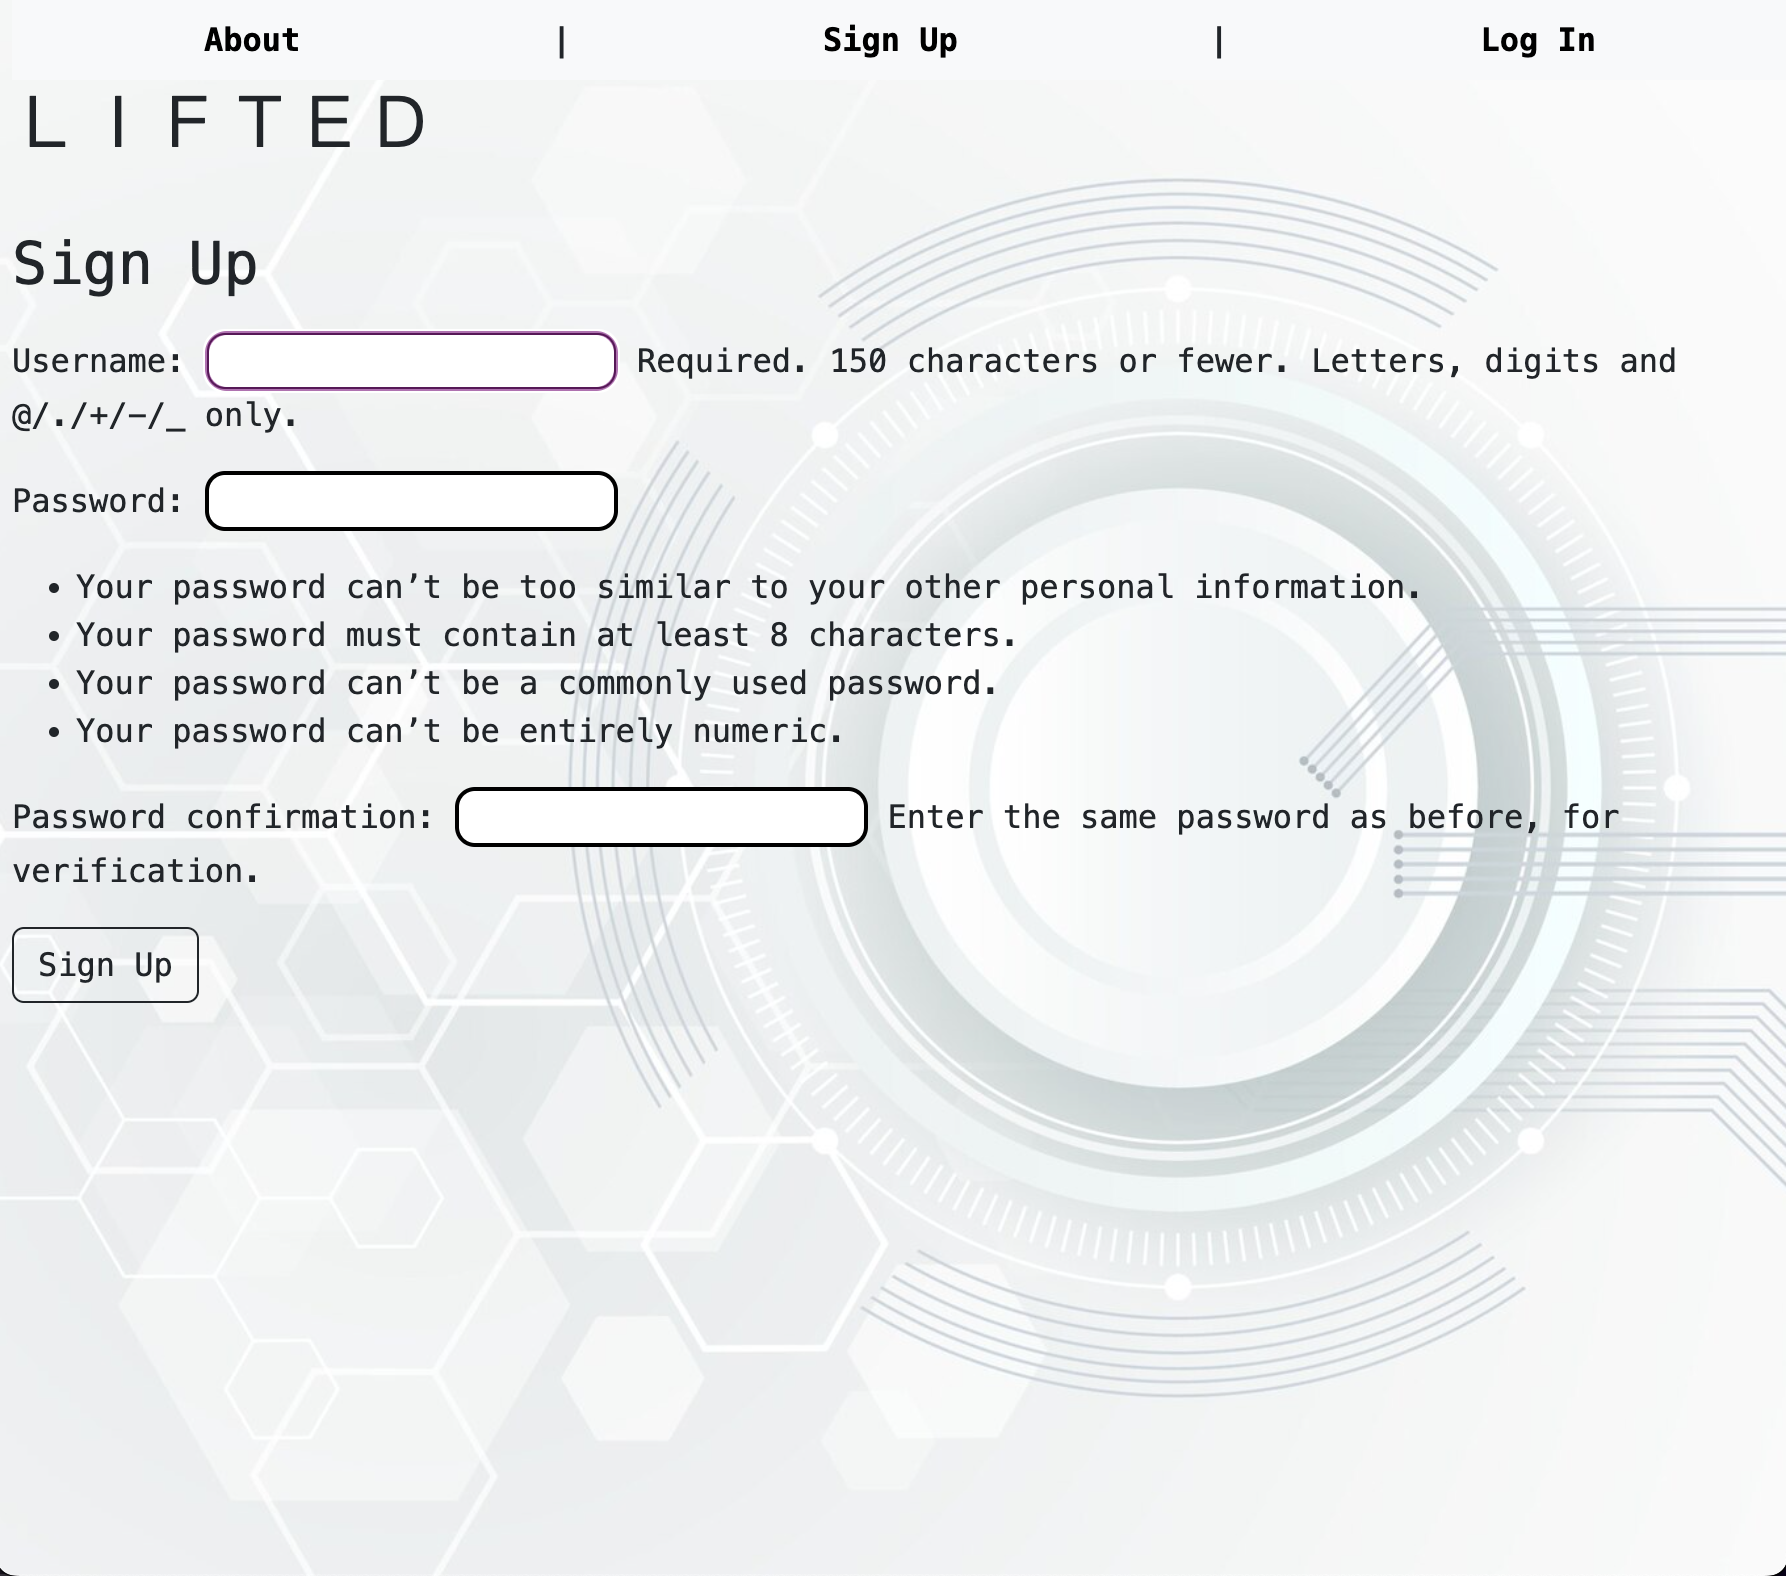 About | Sign Up | Log In
L I F T E D
Sign Up
Username: Required. 150 characters or fewer. Letters, digits and
@/./+/-/_ only.
Password:
• Your password can’t be too similar to your other personal information.
• Your password must contain at least 8 characters.
• Your password can’t be a commonly used password.
• Your password can’t be entirely numeric.
Password confirmation: Enter the same password as before, for
verification.
Sign Up